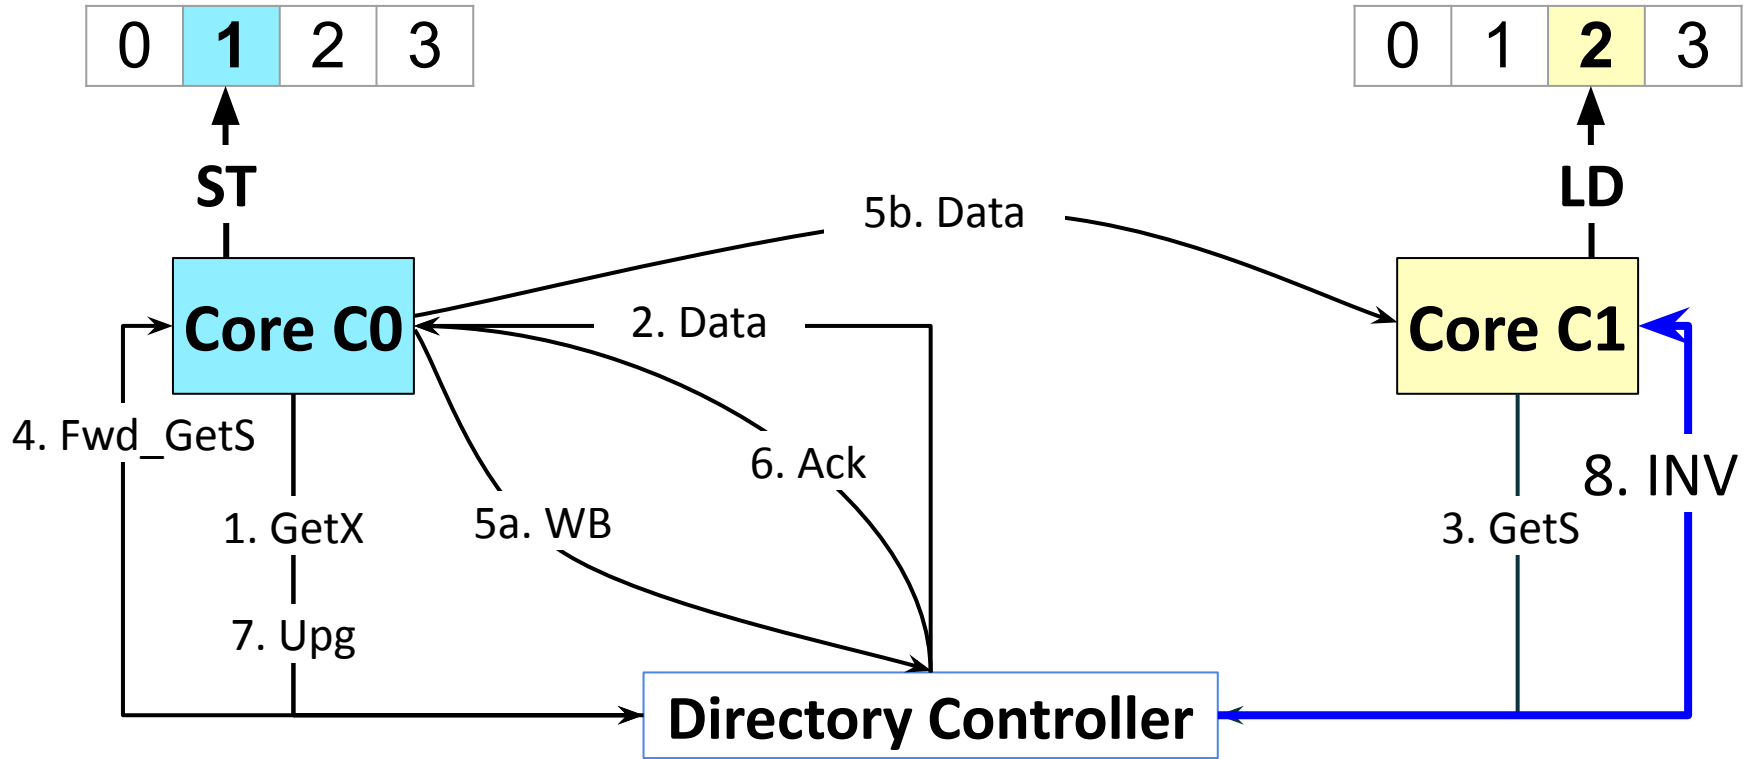 0 1 2 3
0 1 2 3
ST
LD
5b. Data
Core C0
2. Data
Core C1
4. Fwd_GetS
6. Ack
8. INV
1. GetX
5a. WB
3. GetS
7. Upg
Directory Controller